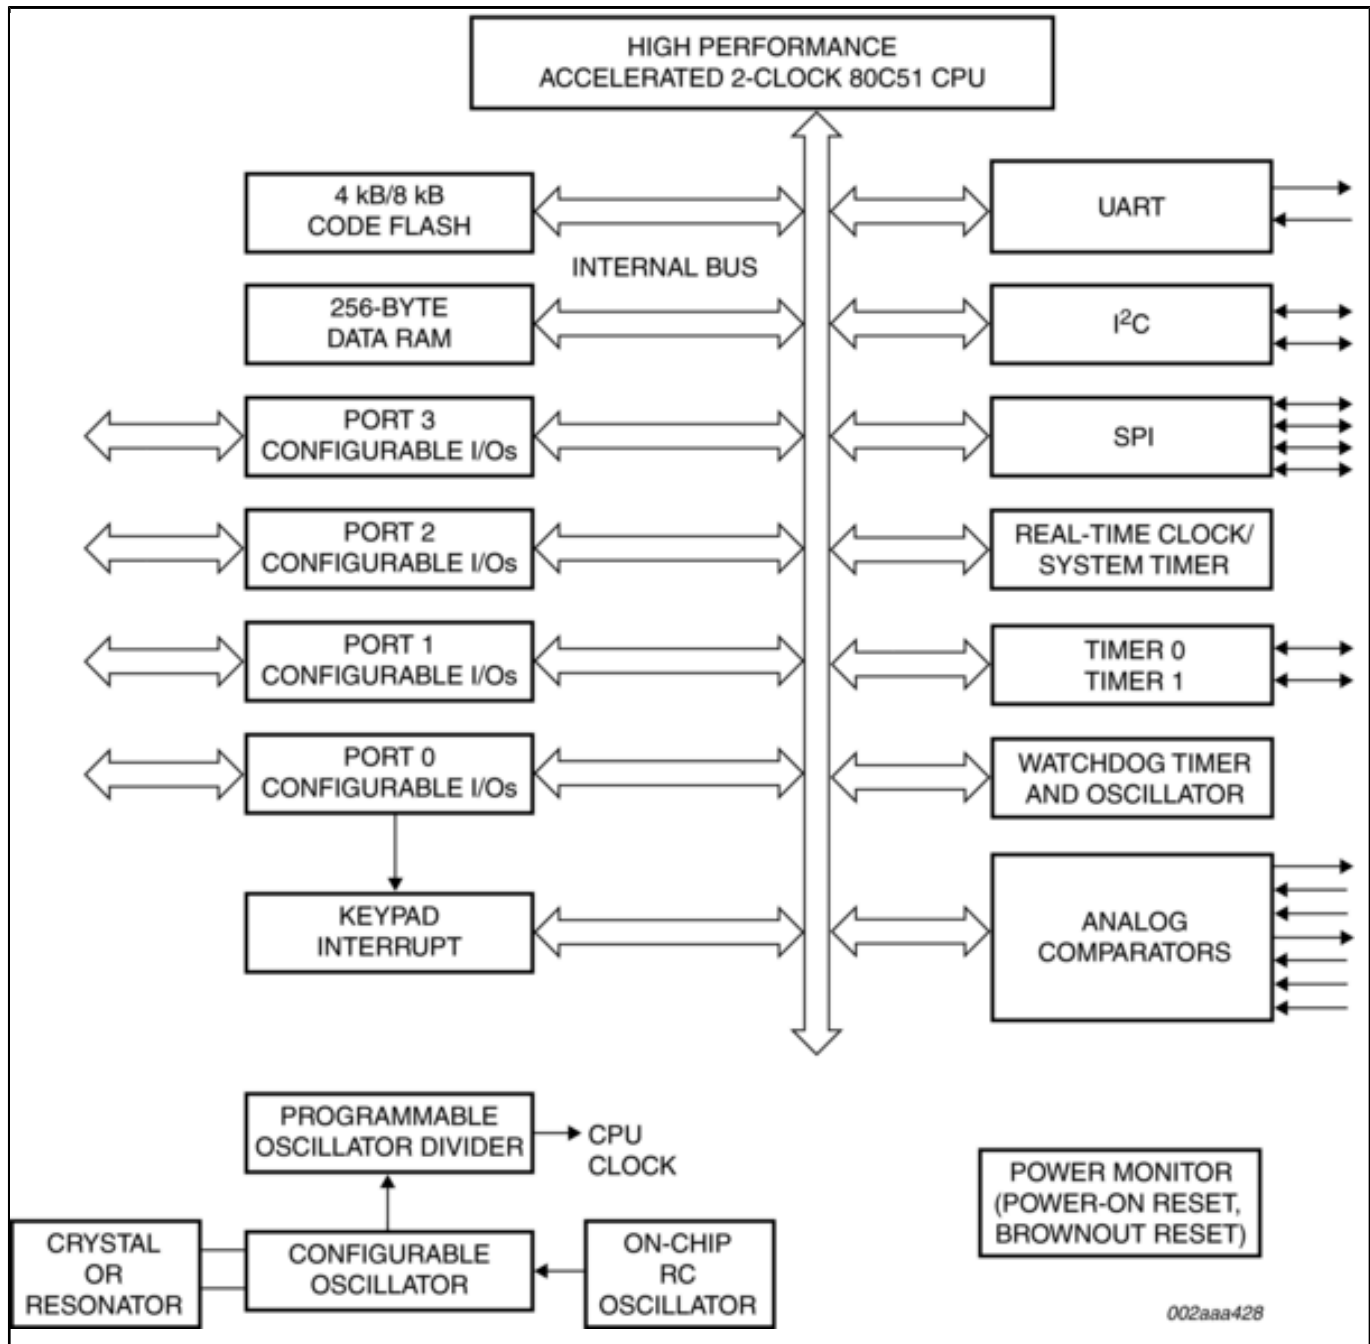 HIGH PERFORMANCE
ACCELERATED 2-CLOCK 80C51 CPU
4 kB/8 kB
CODE FLASH
UART
INTERNAL BUS
256-BYTE
DATA RAM
I²C
PORT 3
CONFIGURABLE I/Os
SPI
PORT 2
CONFIGURABLE I/Os
REAL-TIME CLOCK/
SYSTEM TIMER
PORT 1
CONFIGURABLE I/Os
TIMER 0
TIMER 1
PORT 0
CONFIGURABLE I/Os
WATCHDOG TIMER
AND OSCILLATOR
KEYPAD
INTERRUPT
ANALOG
COMPARATORS
PROGRAMMABLE
OSCILLATOR DIVIDER
CPU
CLOCK
POWER MONITOR
(POWER-ON RESET,
BROWNOUT RESET)
CRYSTAL
OR
RESONATOR
CONFIGURABLE
OSCILLATOR
ON-CHIP
RC
OSCILLATOR
002aaa428